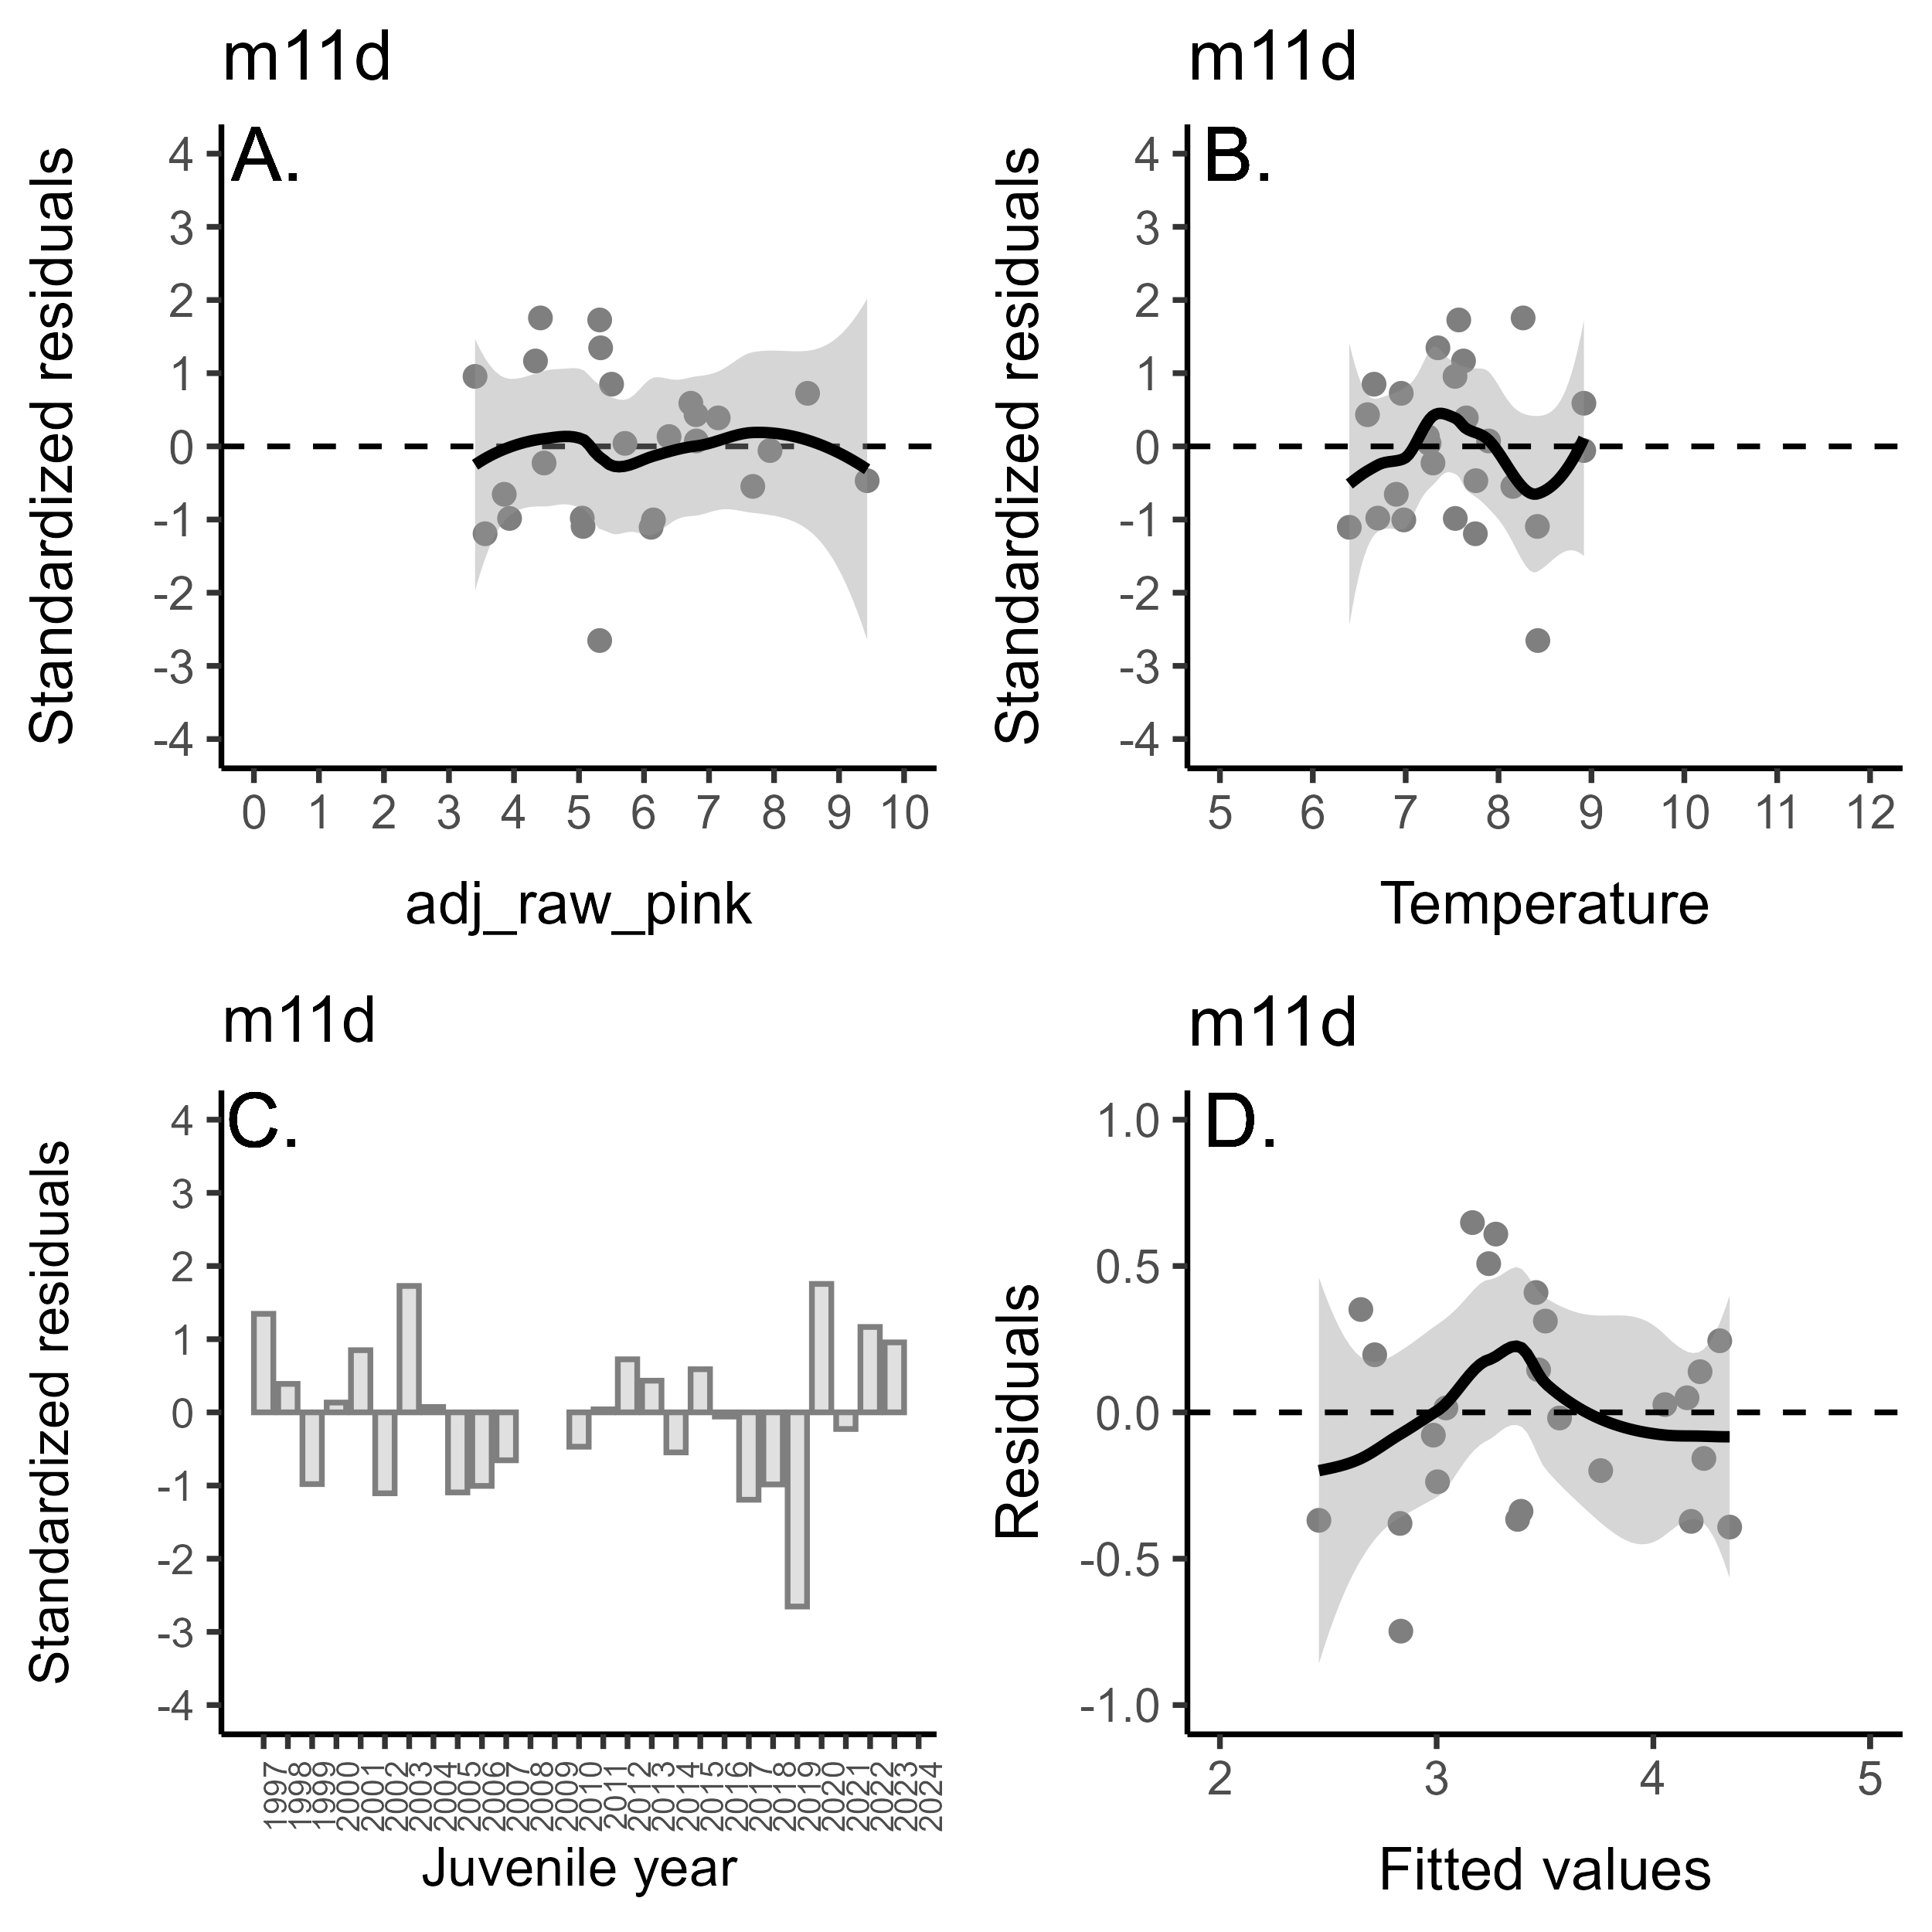 m11d
A.
Standardized residuals
4
3
2
1
0
-1
-2
-3
-4
0 1 2 3 4 5 6 7 8 9 10
adj_raw_pink
m11d
B.
Standardized residuals
4
3
2
1
0
-1
-2
-3
-4
5 6 7 8 9 10 11 12
Temperature
m11d
C.
Standardized residuals
4
3
2
1
0
-1
-2
-3
-4
1997 1998 1999 2000 2001 2002 2003 2004 2005 2006 2007 2008 2009 2010 2011 2012 2013 2014 2015 2016 2017 2018 2019 2020 2021 2022 2023 2024
Juvenile year
m11d
D.
Residuals
1.0
0.5
0.0
-0.5
-1.0
2 3 4 5
Fitted values